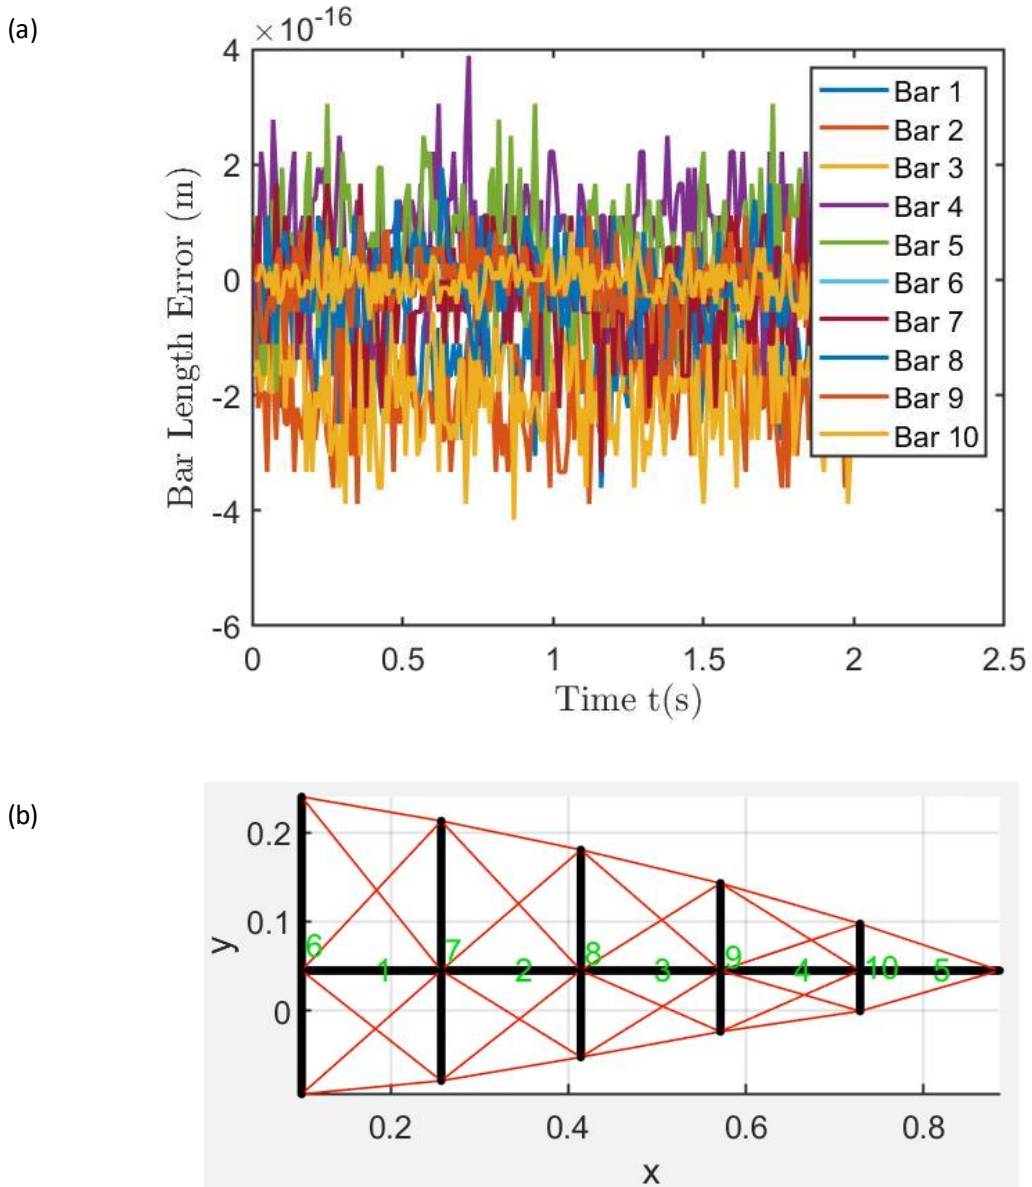 (a)
×10^-16
4
2
0
-2
-4
-6
Bar Length Error (m)
Bar 1
Bar 2
Bar 3
Bar 4
Bar 5
Bar 6
Bar 7
Bar 8
Bar 9
Bar 10
0 0.5 1 1.5 2 2.5
Time t(s)
(b)
0.2
0.1
0
y
6 1 7 2 8 3 9 4 10 5
0.2 0.4 0.6 0.8
x